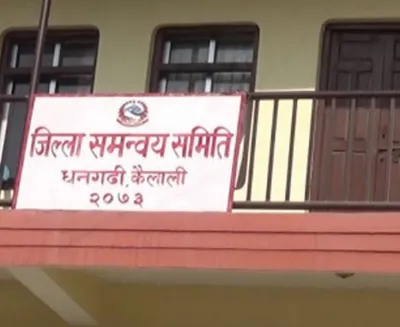 जिल्ला समन्वय समिति
धनगढी, कैलाली
२०७३